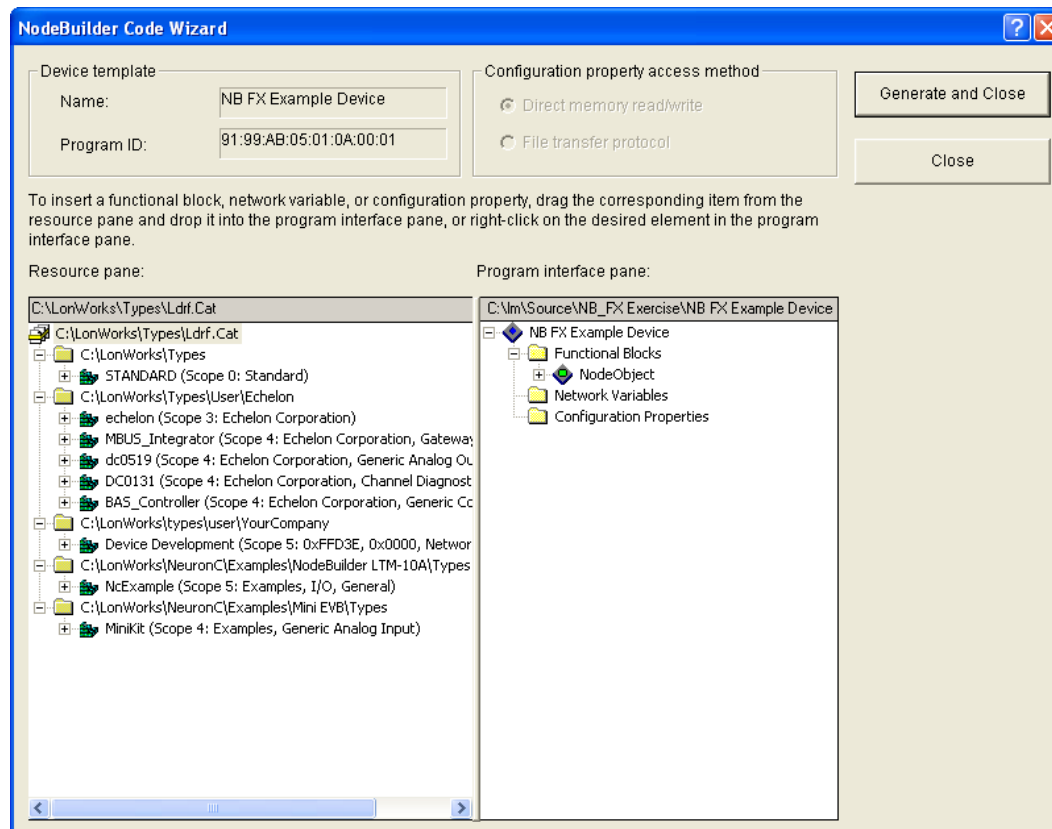 NodeBuilder Code Wizard
Device template
Name:
NB FX Example Device
Program ID:
91:99:AB:05:01:0A:00:01
Configuration property access method
Direct memory read/write
File transfer protocol
Generate and Close
Close
To insert a functional block, network variable, or configuration property, drag the corresponding item from the
resource pane and drop it into the program interface pane, or right-click on the desired element in the program
interface pane.
Resource pane:
C:\LonWorks\Types\Ldrf.Cat
C:\LonWorks\Types\Ldrf.Cat
C:\LonWorks\Types
STANDARD (Scope 0: Standard)
C:\LonWorks\Types\User\Echelon
echelon (Scope 3: Echelon Corporation)
MBUS_Integrator (Scope 4: Echelon Corporation, Gateway
dc0519 (Scope 4: Echelon Corporation, Generic Analog Ou
DC0131 (Scope 4: Echelon Corporation, Channel Diagnost
BAS_Controller (Scope 4: Echelon Corporation, Generic Co
C:\LonWorks\types\user\YourCompany
Device Development (Scope 5: 0xFFD3E, 0x0000, Networ
C:\LonWorks\NeuronC\Examples\NodeBuilder LTM-10A\Types
NcExample (Scope 5: Examples, I/O, General)
C:\LonWorks\NeuronC\Examples\Mini EVB\Types
MiniKit (Scope 4: Examples, Generic Analog Input)
Program interface pane:
C:\lm\Source\NB_FX Exercise\NB FX Example Device
NB FX Example Device
Functional Blocks
NodeObject
Network Variables
Configuration Properties